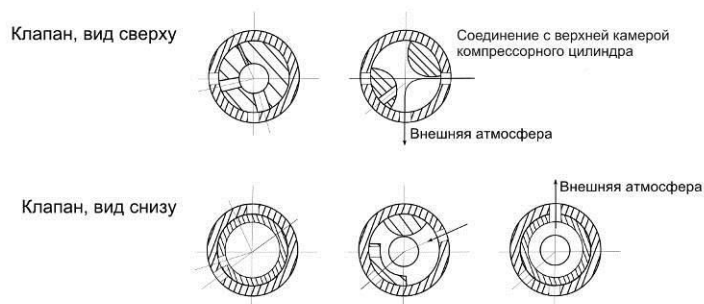 Клапан, вид сверху
Соединение с верхней камерой
компрессорного цилиндра
Внешняя атмосфера
Клапан, вид снизу
Внешняя атмосфера